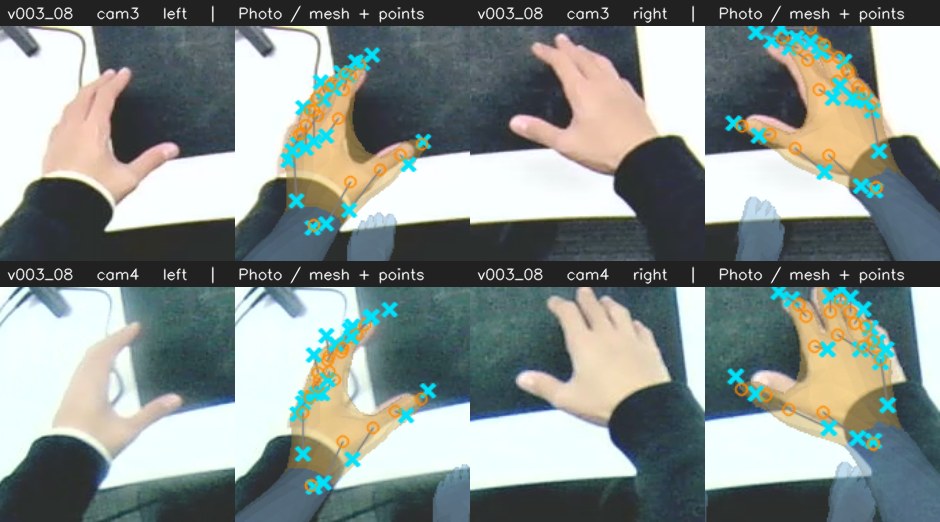 v003_08 cam3 left | Photo / mesh + points
v003_08 cam3 right | Photo / mesh + points
v003_08 cam4 left | Photo / mesh + points
v003_08 cam4 right | Photo / mesh + points